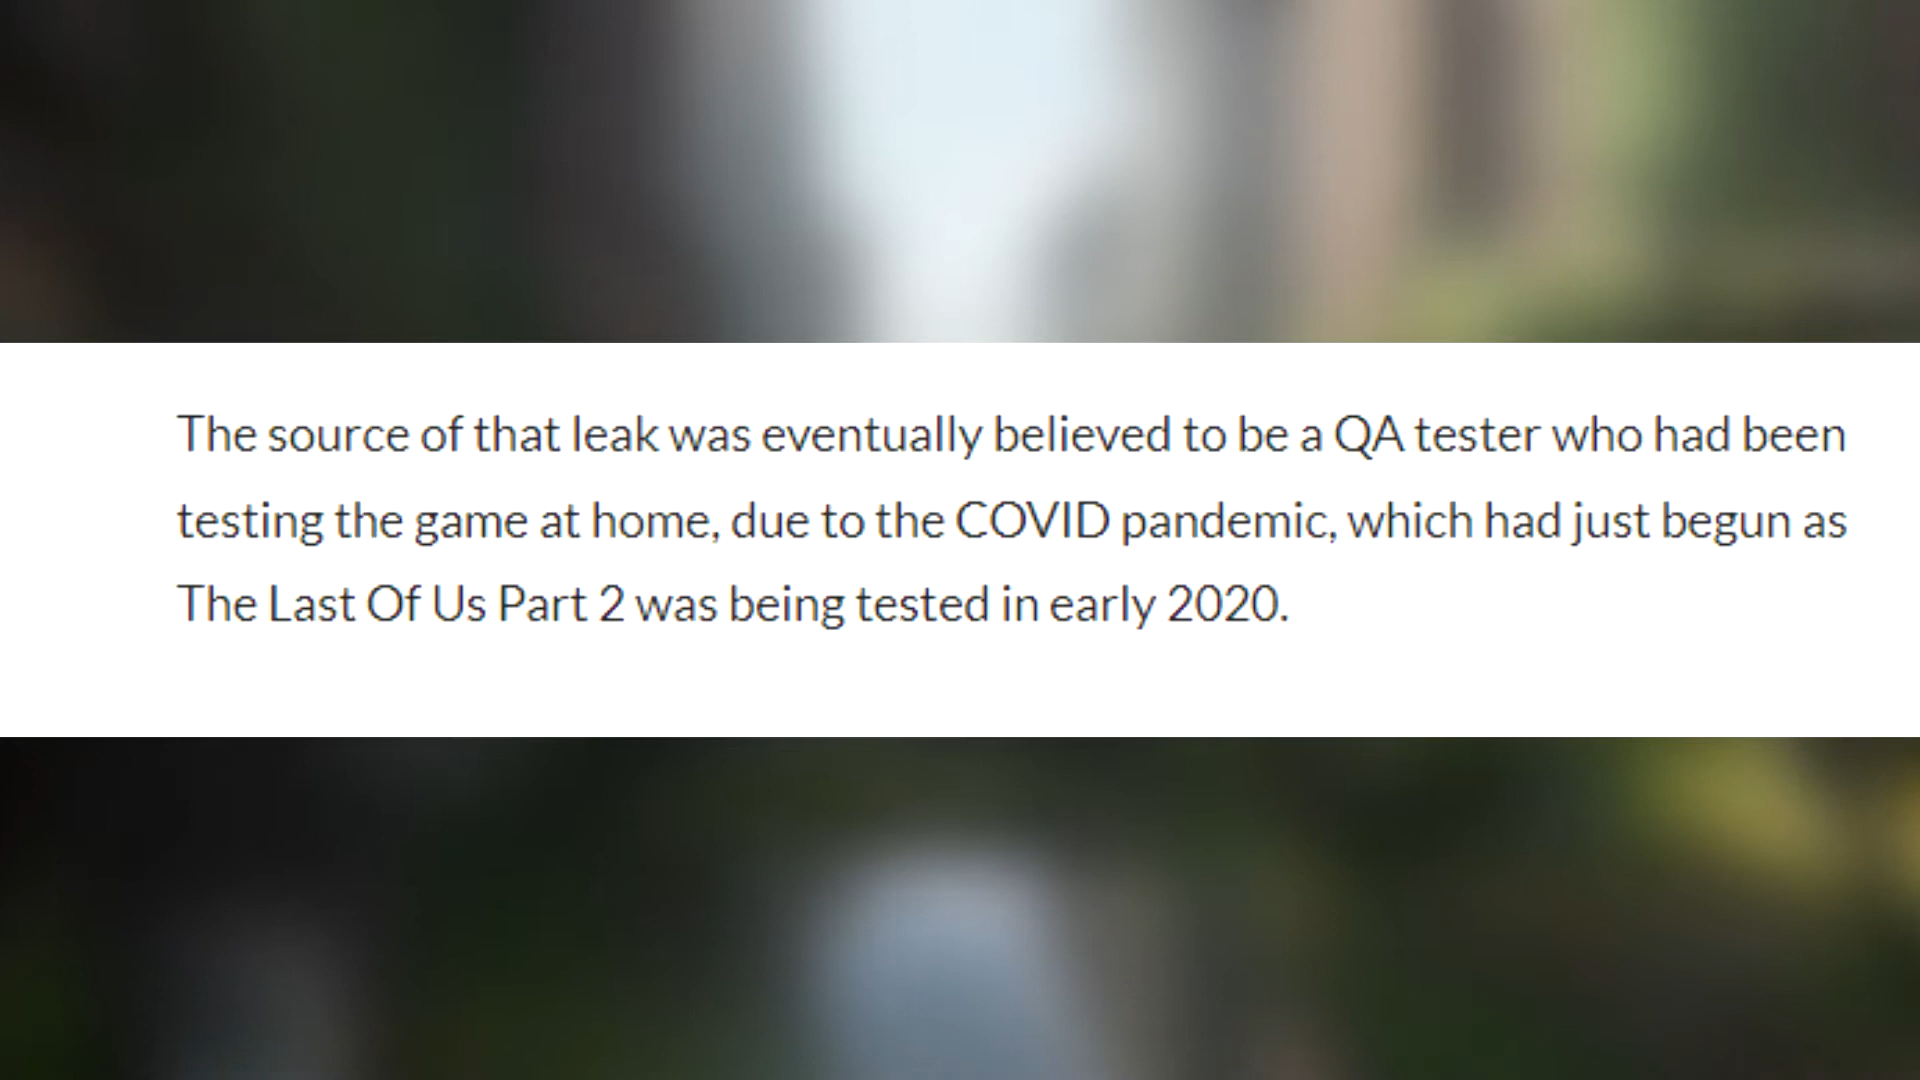 The source of that leak was eventually believed to be a QA tester who had been
testing the game at home, due to the COVID pandemic, which had just begun as
The Last Of Us Part 2 was being tested in early 2020.